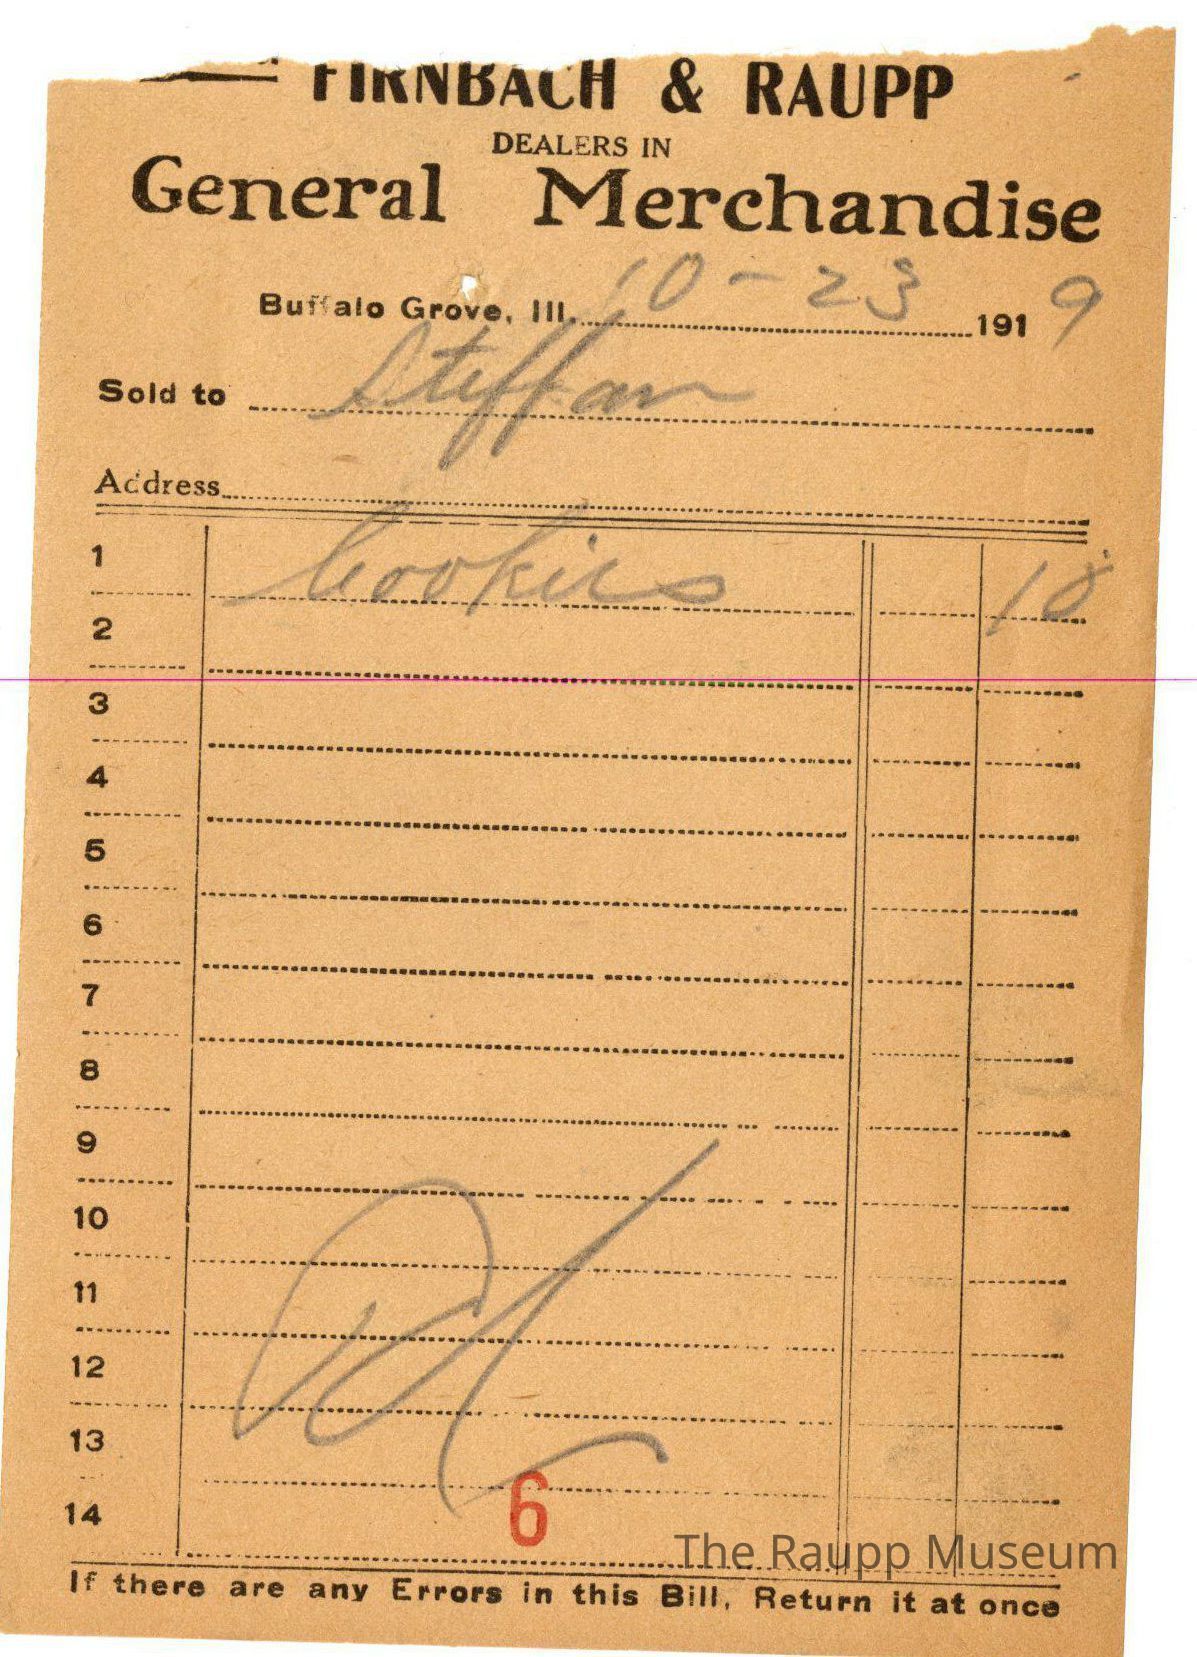 FIRNBACH & RAUPP
DEALERS IN
General Merchandise
Buffalo Grove, Ill. 10-23 1919
Sold to Steffan
Address
1 Cookies 10
2
3
4
5
6
7
8
9
10
11
12
13
14
6
The Raupp Museum
If there are any Errors in this Bill, Return it at once